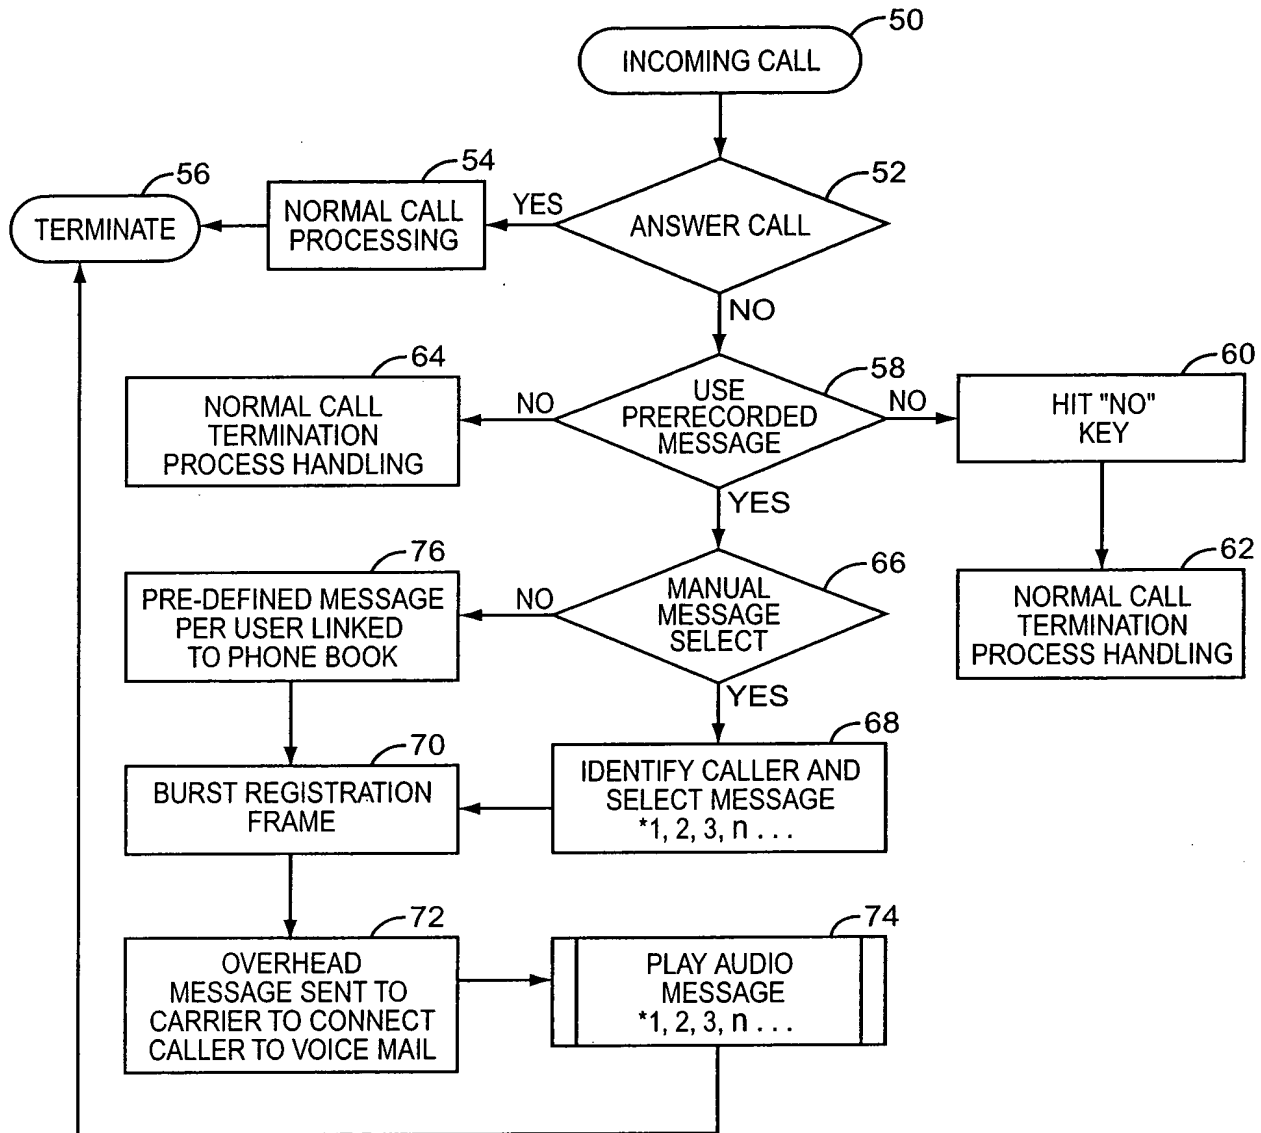 50
INCOMING CALL
56
54
52
TERMINATE
NORMAL CALL
PROCESSING
YES
ANSWER CALL
NO
64
58
60
NORMAL CALL
TERMINATION
PROCESS HANDLING
NO
USE
PRERECORDED
MESSAGE
NO
HIT "NO"
KEY
YES
76
66
62
PRE-DEFINED MESSAGE
PER USER LINKED
TO PHONE BOOK
NO
MANUAL
MESSAGE
SELECT
NORMAL CALL
TERMINATION
PROCESS HANDLING
YES
70
68
BURST REGISTRATION
FRAME
IDENTIFY CALLER AND
SELECT MESSAGE
*1, 2, 3, n . . .
72
74
OVERHEAD
MESSAGE SENT TO
CARRIER TO CONNECT
CALLER TO VOICE MAIL
PLAY AUDIO
MESSAGE
*1, 2, 3, n . . .